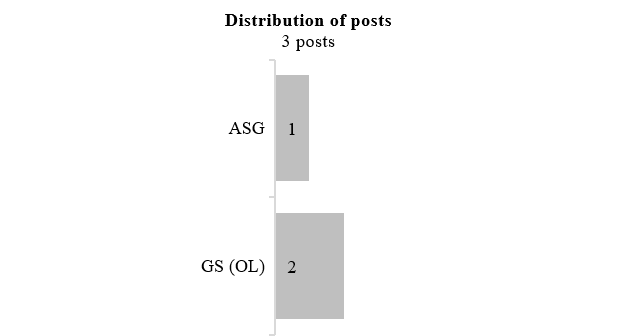 Distribution of posts
3 posts
ASG 1
GS (OL) 2